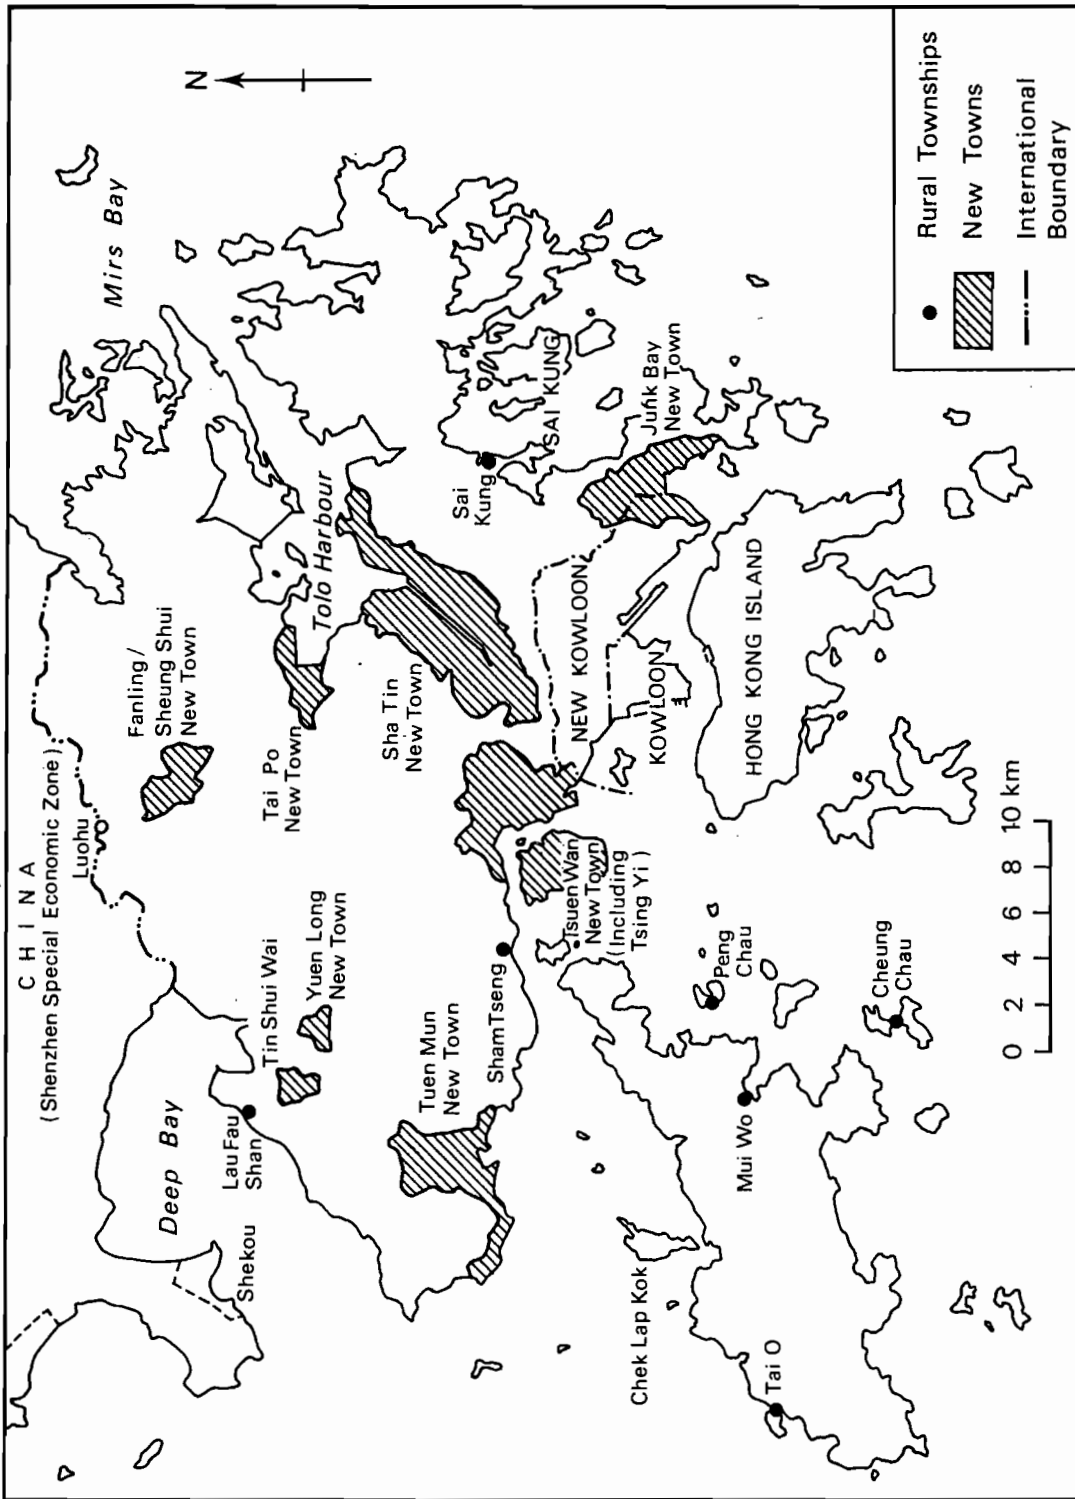 C H I N A
(Shenzhen Special Economic Zone)
Luohu
Mirs Bay
N
Deep Bay
Shekou
Lau Fau
Shan
Tin Shui Wai
Yuen Long
New Town
Fanling /
Sheung Shui
New Town
Tai Po
New Town
Tolo Harbour
Sha Tin
New Town
Tuen Mun
New Town
Sham Tseng
Tsuen Wan
New Town
(Including
Tsing Yi)
Sai
Kung
SAI KUNG
Junk Bay
New Town
NEW KOWLOON
KOWLOON
HONG KONG ISLAND
Chek Lap Kok
Tai O
Mui Wo
Peng
Chau
Cheung
Chau
0 2 4 6 8 10 km
Rural Townships
New Towns
International
Boundary